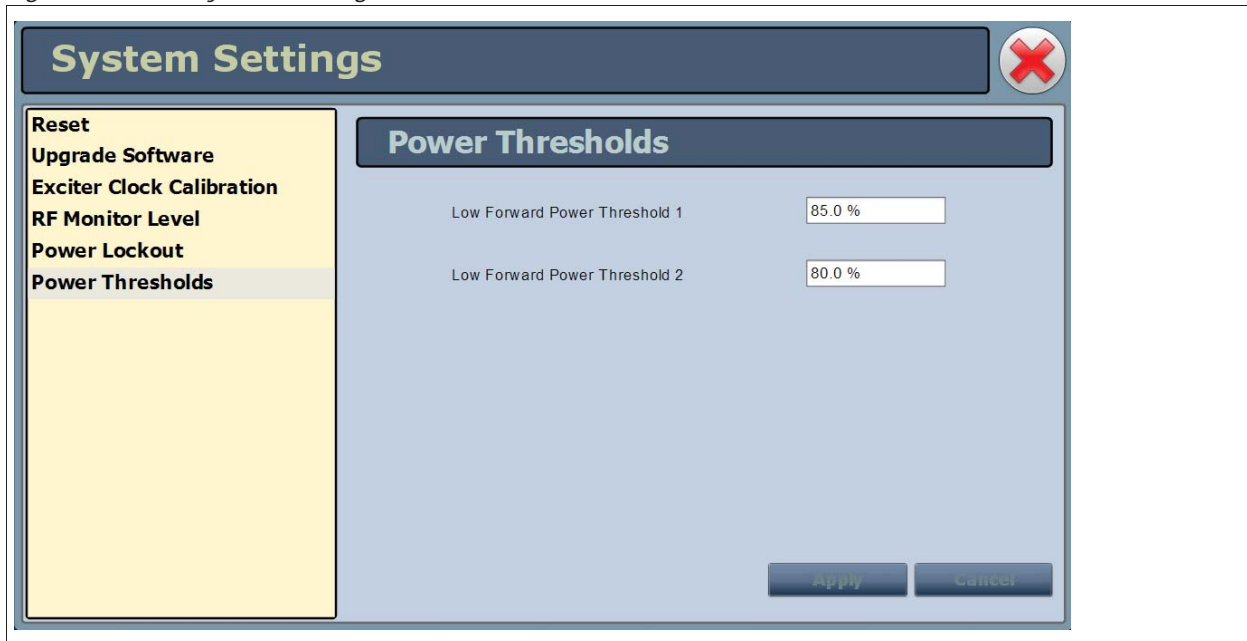 System Settings
Reset
Upgrade Software
Exciter Clock Calibration
RF Monitor Level
Power Lockout
Power Thresholds
Power Thresholds
Low Forward Power Threshold 1 85.0 %
Low Forward Power Threshold 2 80.0 %
Apply Cancel